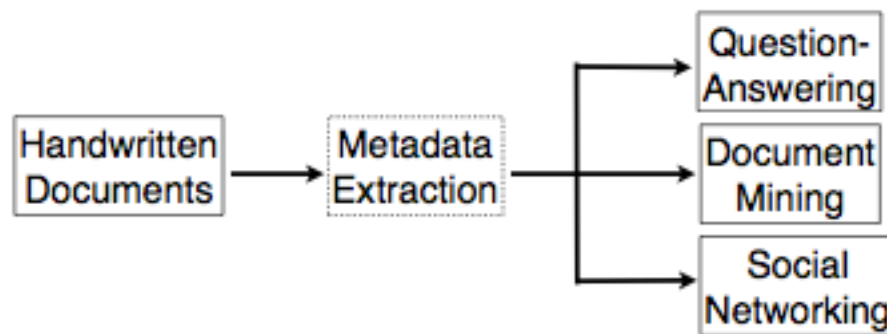 Handwritten
Documents
Metadata
Extraction
Question-
Answering
Document
Mining
Social
Networking